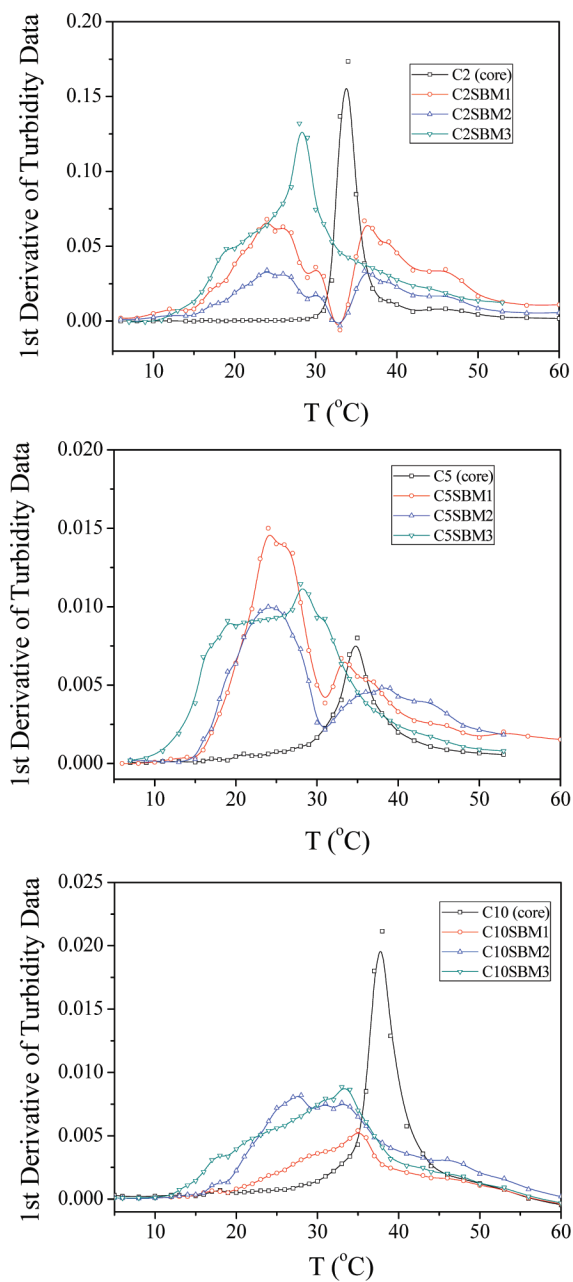 0.20
0.15
0.10
0.05
0.00
1st Derivative of Turbidity Data
C2 (core)
C2SBM1
C2SBM2
C2SBM3
10 20 30 40 50 60
T (°C)
0.020
0.015
0.010
0.005
0.000
1st Derivative of Turbidity Data
C5 (core)
C5SBM1
C5SBM2
C5SBM3
10 20 30 40 50 60
T (°C)
0.025
0.020
0.015
0.010
0.005
0.000
1st Derivative of Turbidity Data
C10 (core)
C10SBM1
C10SBM2
C10SBM3
10 20 30 40 50 60
T (°C)